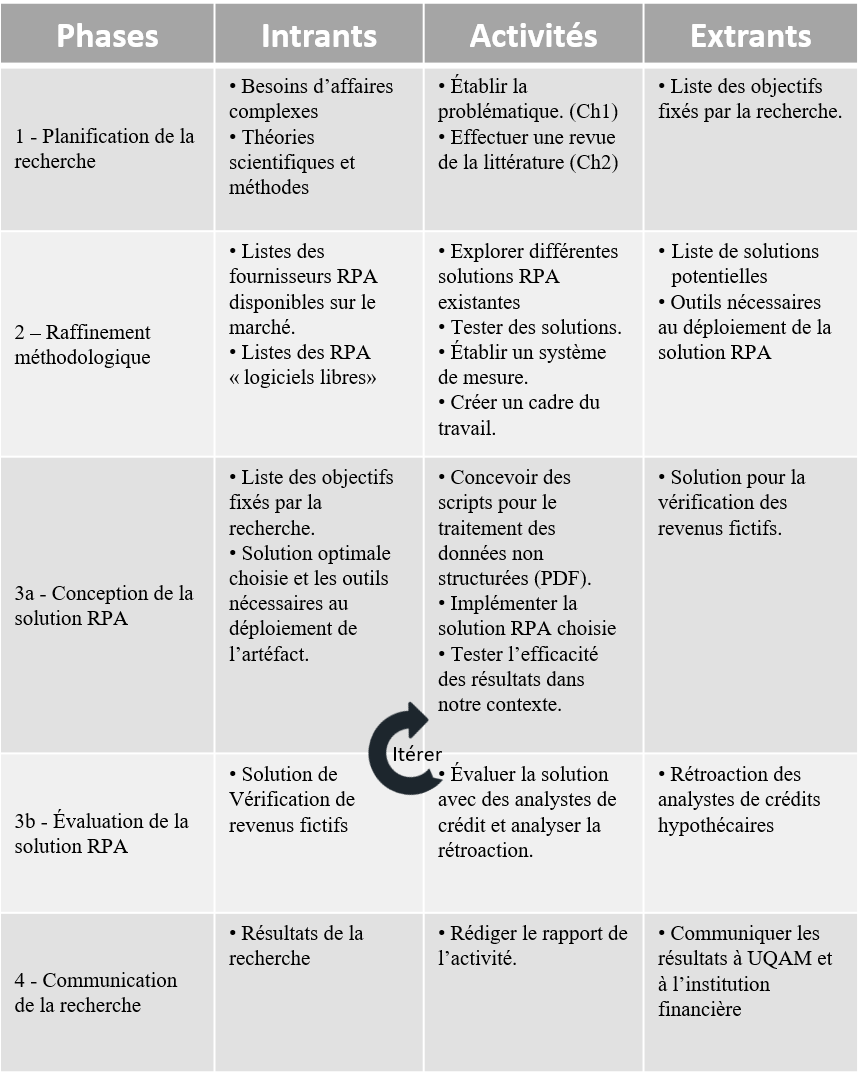 Phases
Intrants
Activités
Extrants
1 - Planification de la
recherche
• Besoins d’affaires
complexes
• Théories
scientifiques et
méthodes
• Établir la
problématique. (Ch1)
• Effectuer une revue
de la littérature (Ch2)
• Liste des objectifs
fixés par la recherche.
2 – Raffinement
méthodologique
• Listes des
fournisseurs RPA
disponibles sur le
marché.
• Listes des RPA
« logiciels libres»
• Explorer différentes
solutions RPA
existantes
• Tester des solutions.
• Établir un système
de mesure.
• Créer un cadre du
travail.
• Liste de solutions
potentielles
• Outils nécessaires
au déploiement de la
solution RPA
3a - Conception de la
solution RPA
• Liste des objectifs
fixés par la
recherche.
• Solution optimale
choisie et les outils
nécessaires au
déploiement de
l’artéfact.
• Concevoir des
scripts pour le
traitement des
données non
structurées (PDF).
• Implémenter la
solution RPA choisie
• Tester l’efficacité
des résultats dans
notre contexte.
• Solution pour la
vérification des
revenus fictifs.
Itérer
3b - Évaluation de la
solution RPA
• Solution de
Vérification de
revenus fictifs
• Évaluer la solution
avec des analystes de
crédit et analyser la
rétroaction.
• Rétroaction des
analystes de crédits
hypothécaires
4 - Communication
de la recherche
• Résultats de la
recherche
• Rédiger le rapport de
l’activité.
• Communiquer les
résultats à UQAM et
à l’institution
financière